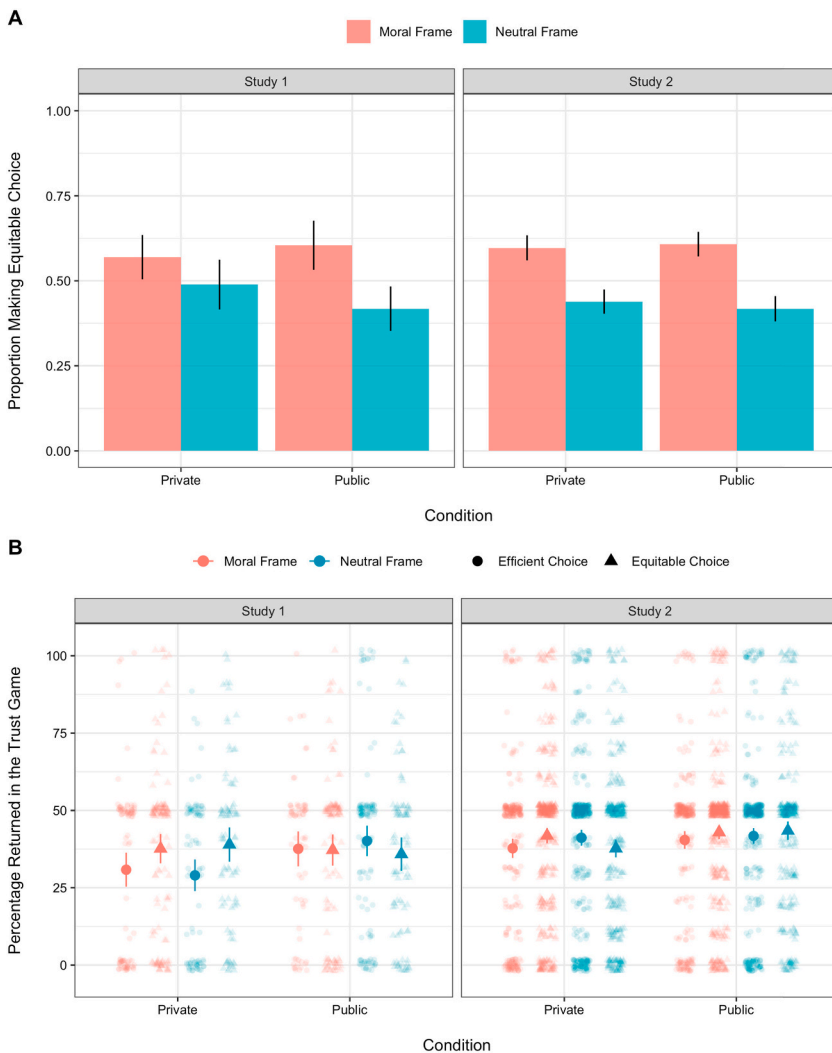 A
Moral Frame Neutral Frame
Study 1 Study 2
1.00
0.75
0.50
0.25
0.00
Proportion Making Equitable Choice
Private Public Private Public
Condition
B
Moral Frame Neutral Frame Efficient Choice Equitable Choice
Study 1 Study 2
100
75
50
25
0
Percentage Returned in the Trust Game
Private Public Private Public
Condition